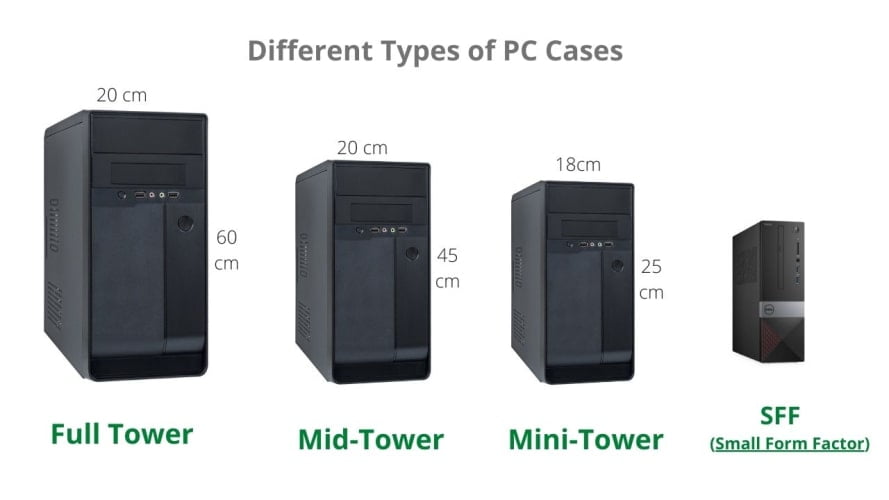 Different Types of PC Cases
20 cm
60
cm
20 cm
45
cm
18cm
25
cm
Full Tower
Mid-Tower
Mini-Tower
SFF
(Small Form Factor)